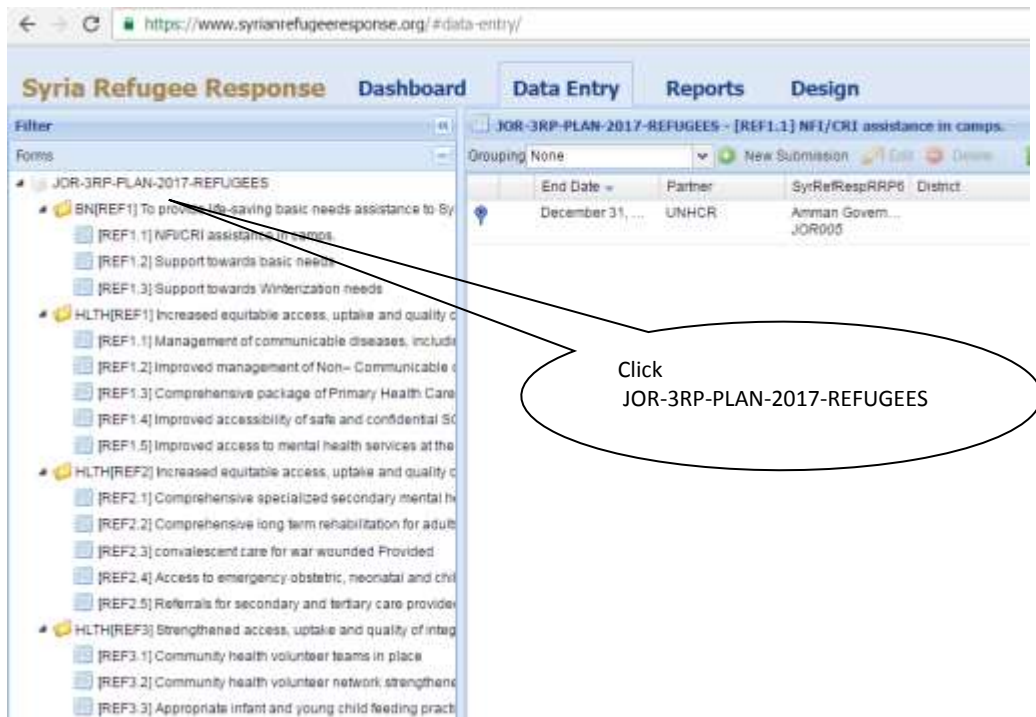 https://www.syrianrefugeeresponse.org/#data-entry/
Syria Refugee Response Dashboard Data Entry Reports Design
Filter
Forms
JOR-3RP-PLAN-2017-REFUGEES
BN[REF1] To provide life-saving basic needs assistance to Sy
[REF1.1] NFI/CRI assistance in camps.
[REF1.2] Support towards basic needs
[REF1.3] Support towards Winterization needs
HLTH[REF1] Increased equitable access, uptake and quality o
[REF1.1] Management of communicable diseases, includi
[REF1.2] Improved management of Non– Communicable
[REF1.3] Comprehensive package of Primary Health Care
[REF1.4] Improved accessibility of safe and confidential
[REF1.5] Improved access to mental health services at the
HLTH[REF2] Increased equitable access, uptake and quality o
[REF2.1] Comprehensive specialized secondary mental he
[REF2.2] Comprehensive long term rehabilitation for adult
[REF2.3] convalescent care for war wounded Provided
[REF2.4] Access to emergency obstetric, neonatal and chil
[REF2.5] Referrals for secondary and tertiary care provide
HLTH[REF3] Strengthened access, uptake and quality of integ
[REF3.1] Community health volunteer teams in place
[REF3.2] Community health volunteer network strengthene
[REF3.3] Appropriate infant and young child feeding pract
JOR-3RP-PLAN-2017-REFUGEES - [REF1.1] NFI/CRI assistance in camps.
Grouping None New Submission Edit Delete
End Date Partner SyrRefRespRRP6 District
December 31, ... UNHCR Amman Govern...
JOR005
Click
JOR-3RP-PLAN-2017-REFUGEES